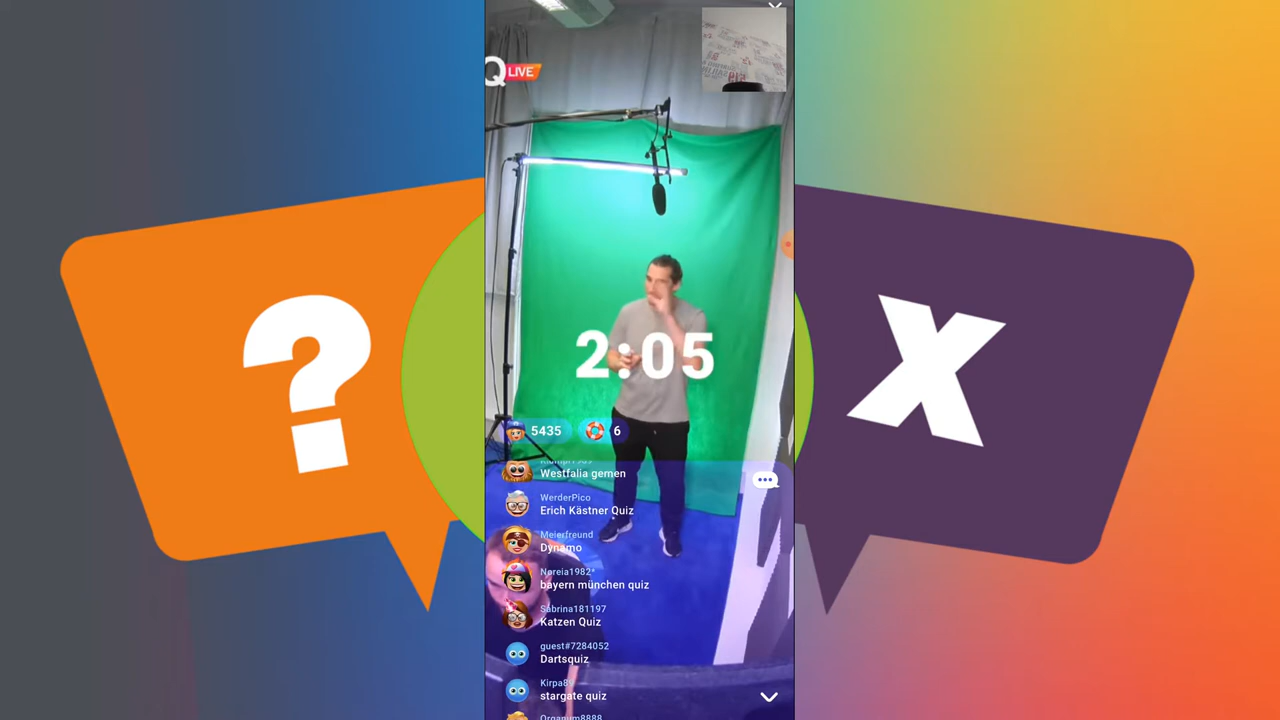 ?
X
Q LIVE
2:05
5435
6
Westfalia gemen
WerderPico
Erich Kästner Quiz
Meierfreund
Dynamo
Noreia1982*
bayern münchen quiz
Sabrina181197
Katzen Quiz
guest#7284052
Dartsquiz
stargate quiz
Organum8888